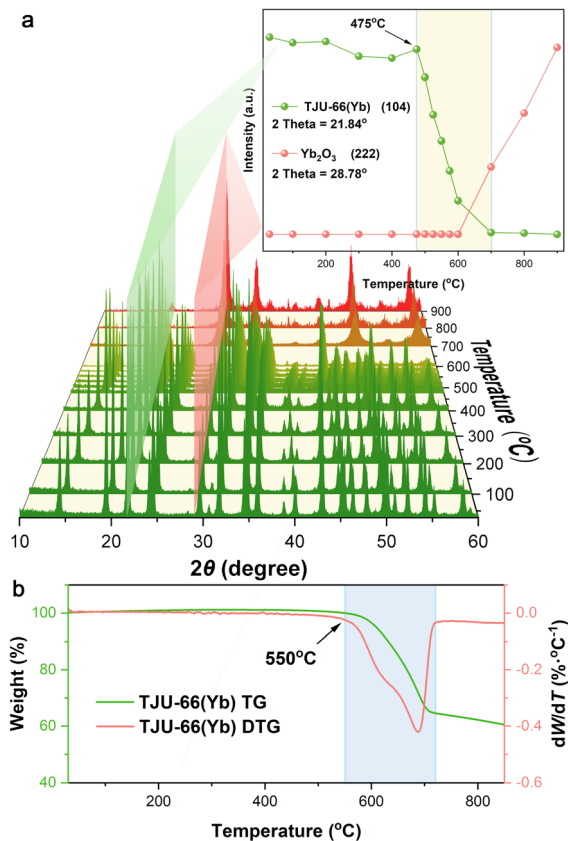 a
475°C
TJU-66(Yb) (104)
2 Theta = 21.84°
Yb₂O₃ (222)
2 Theta = 28.78°
Intensity (a.u.)
200 400 600 800
Temperature (°C)
900
800
700
600
500
400
300
200
100
Temperature (°C)
10 20 30 40 50 60
2θ (degree)
b
100
80
60
40
Weight (%)
550°C
TJU-66(Yb) TG
TJU-66(Yb) DTG
0.0
-0.2
-0.4
-0.6
dW/dT (%·°C⁻¹)
200 400 600 800
Temperature (°C)